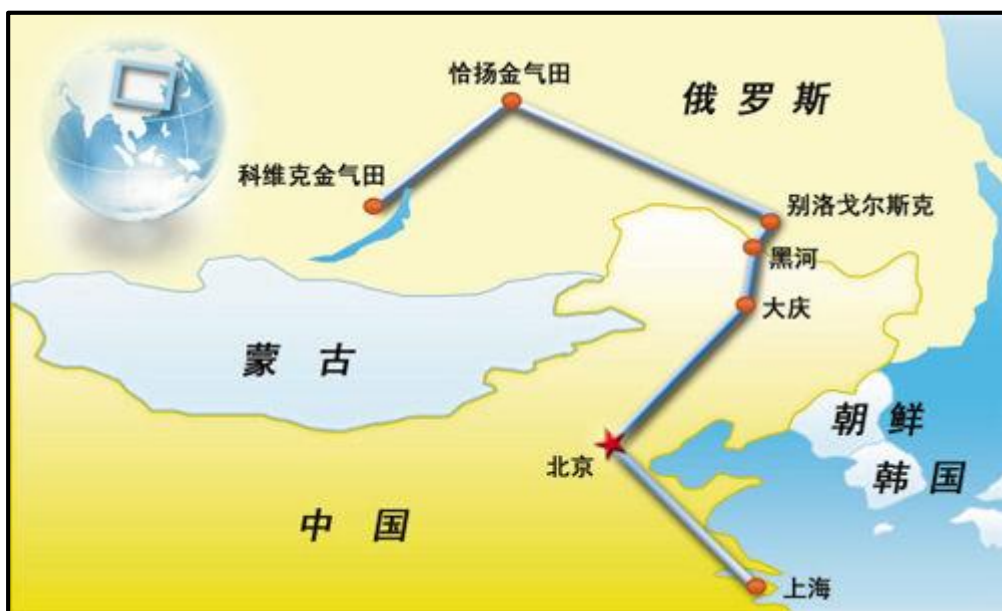 恰扬金气田
俄罗斯
科维克金气田
别洛戈尔斯克
黑河
大庆
蒙古
朝鲜
韩国
北京
中国
上海